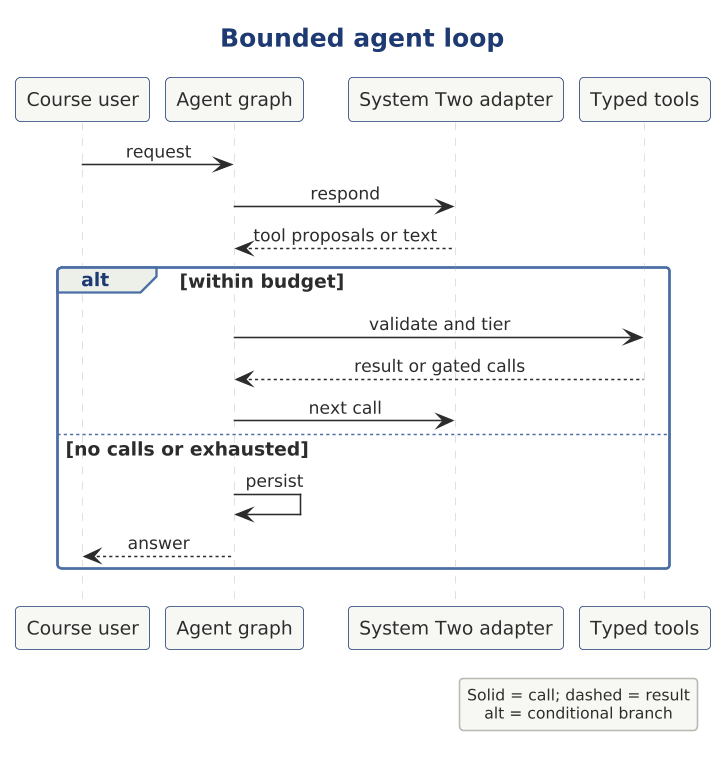 Bounded agent loop
Course user
Agent graph
System Two adapter
Typed tools
request
respond
tool proposals or text
alt
[within budget]
validate and tier
result or gated calls
next call
[no calls or exhausted]
persist
answer
Course user
Agent graph
System Two adapter
Typed tools
Solid = call; dashed = result
alt = conditional branch